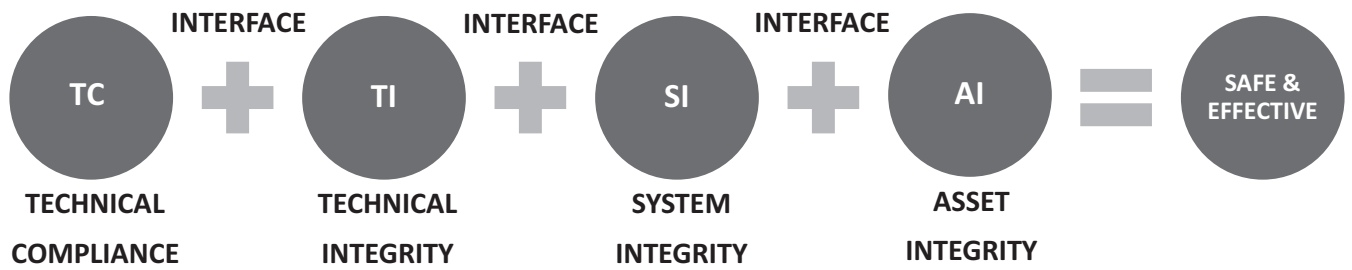 INTERFACE INTERFACE INTERFACE
TC TI SI AI SAFE &
EFFECTIVE
TECHNICAL TECHNICAL SYSTEM ASSET
COMPLIANCE INTEGRITY INTEGRITY INTEGRITY